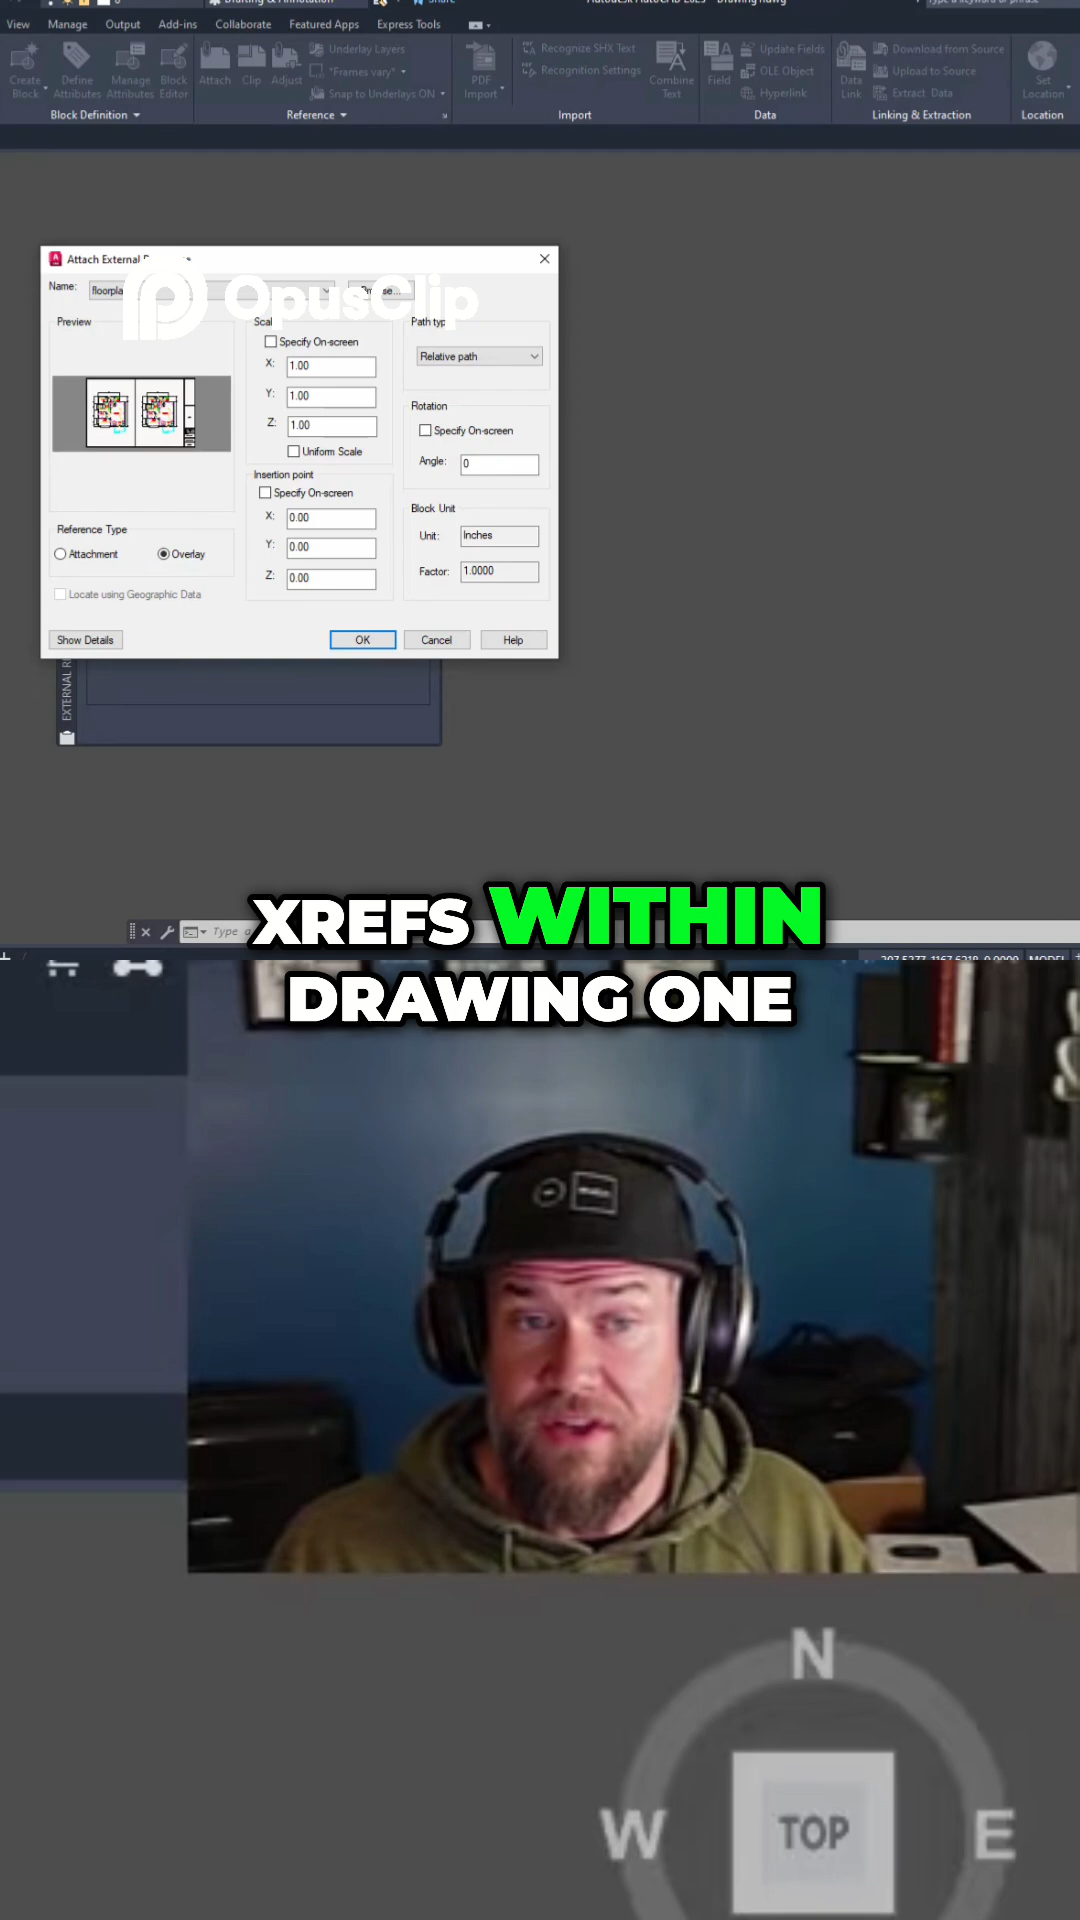 Drafting & Annotation
Share
View Manage Output Add-ins Collaborate Featured Apps Express Tools
Create Block
Define Attributes
Manage Attributes
Block Editor
Block Definition
Attach
Clip
Adjust
Underlay Layers
*Frames vary*
Snap to Underlays ON
Reference
PDF Import
Recognize SHX Text
Recognition Settings
Combine Text
Import
Field
Update Fields
OLE Object
Hyperlink
Data
Data Link
Download from Source
Upload to Source
Extract Data
Linking & Extraction
Set Location
Location
Attach External
Name:
OpusClip
Preview
Reference Type
Attachment
Overlay
Locate using Geographic Data
Show Details
Specify On-screen
X: 1.00
Y: 1.00
Z: 1.00
Uniform Scale
Insertion point
Specify On-screen
X: 0.00
Y: 0.00
Z: 0.00
Relative path
Rotation
Specify On-screen
Angle: 0
Block Unit
Unit: Inches
Factor: 1.0000
OK
Cancel
Help
Type a
XREFS WITHIN
DRAWING ONE
N
W
TOP
E